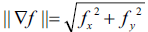 ||∇f||=√(f_x² + f_y²)